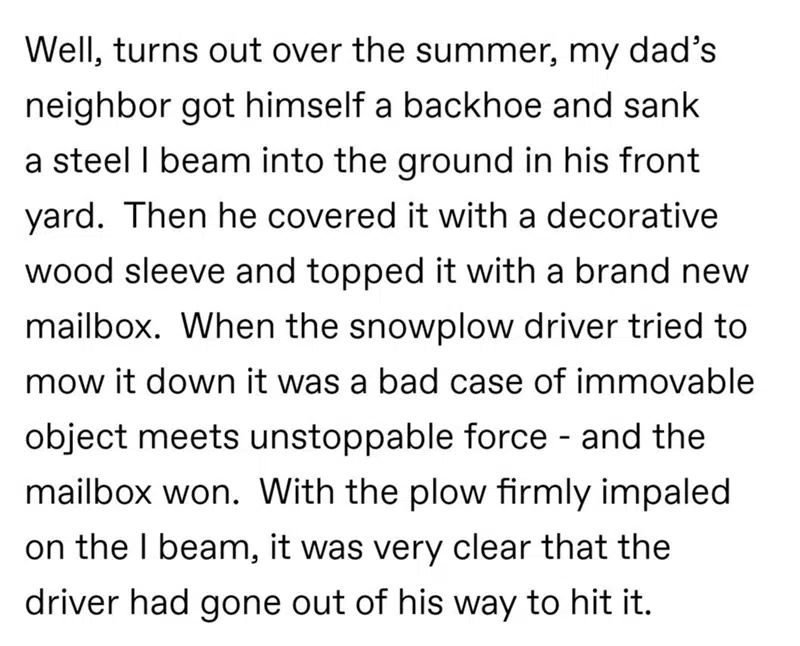 Well, turns out over the summer, my dad’s
neighbor got himself a backhoe and sank
a steel I beam into the ground in his front
yard.  Then he covered it with a decorative
wood sleeve and topped it with a brand new
mailbox.  When the snowplow driver tried to
mow it down it was a bad case of immovable
object meets unstoppable force - and the
mailbox won.  With the plow firmly impaled
on the I beam, it was very clear that the
driver had gone out of his way to hit it.